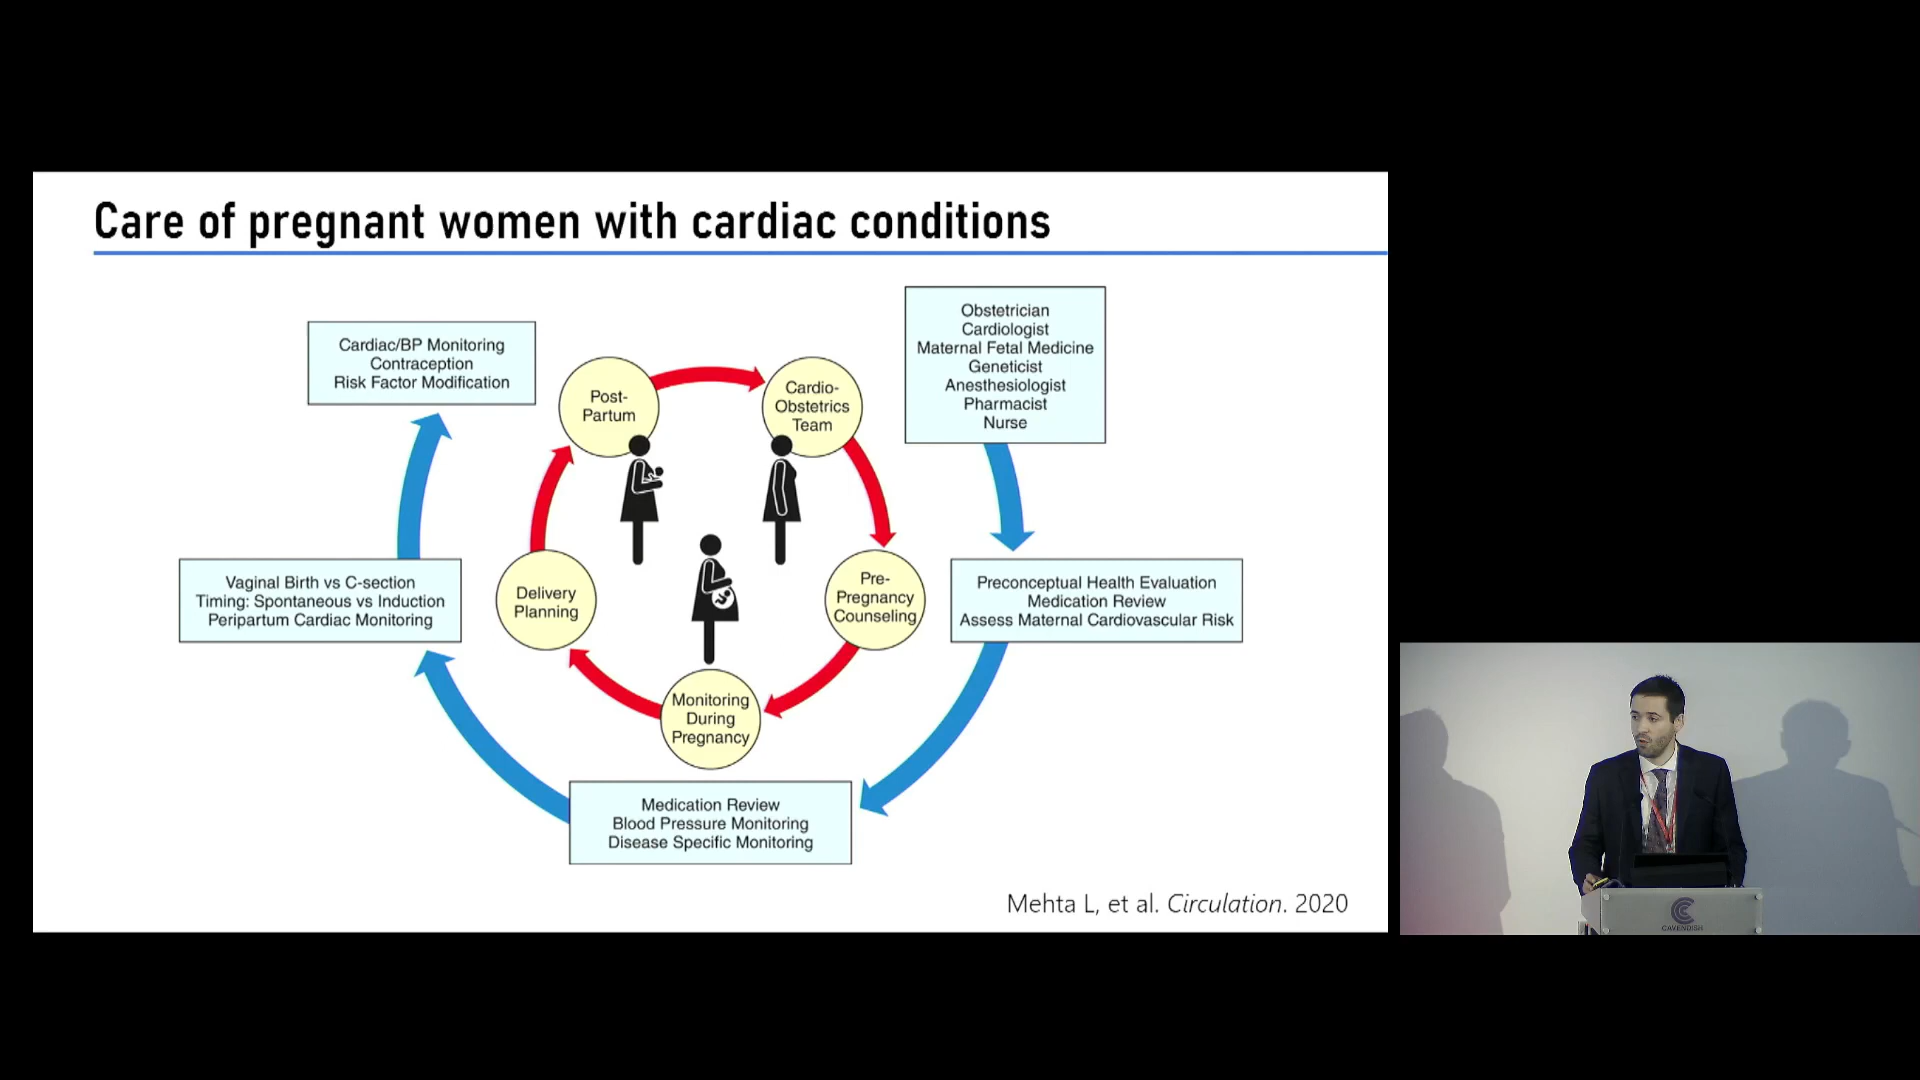 Care of pregnant women with cardiac conditions
Cardiac/BP Monitoring
Contraception
Risk Factor Modification
Post-
Partum
Cardio-
Obstetrics
Team
Obstetrician
Cardiologist
Maternal Fetal Medicine
Geneticist
Anesthesiologist
Pharmacist
Nurse
Vaginal Birth vs C-section
Timing: Spontaneous vs Induction
Peripartum Cardiac Monitoring
Delivery
Planning
Pre-
Pregnancy
Counseling
Preconceptual Health Evaluation
Medication Review
Assess Maternal Cardiovascular Risk
Monitoring
During
Pregnancy
Medication Review
Blood Pressure Monitoring
Disease Specific Monitoring
Mehta L, et al. Circulation. 2020
CAVENDISH